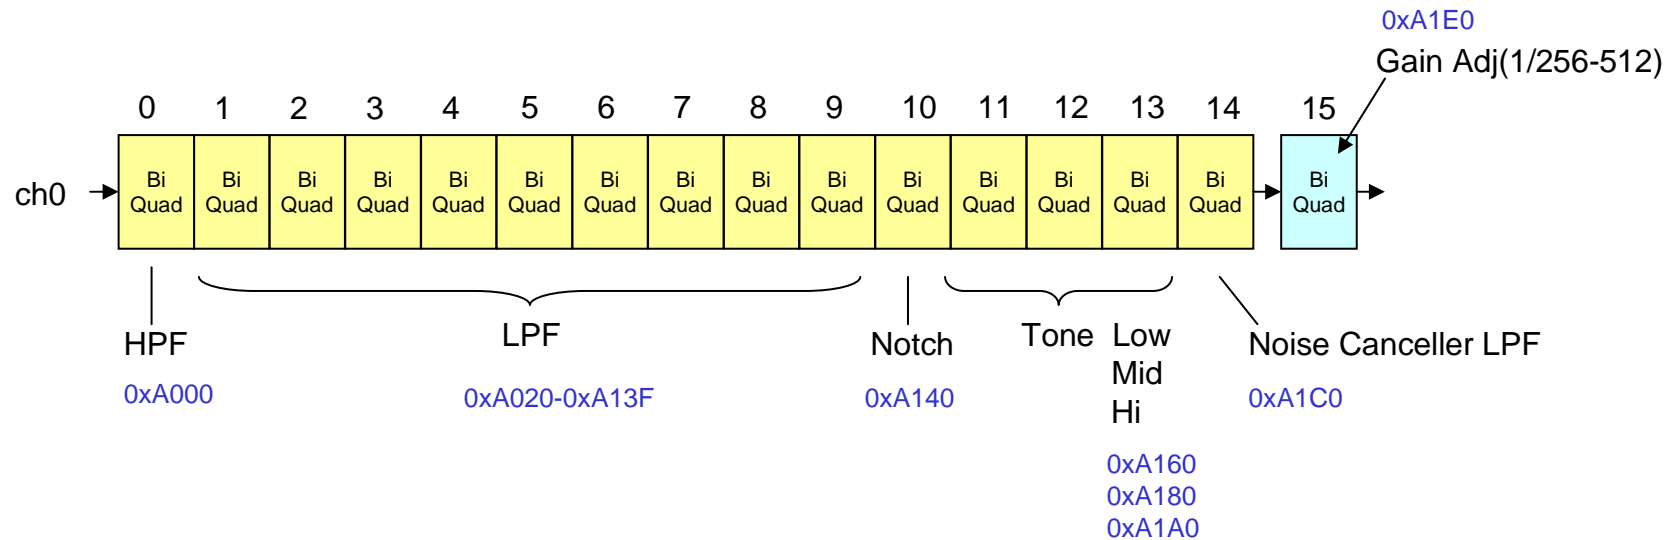 0xA1E0
Gain Adj(1/256-512)
0 1 2 3 4 5 6 7 8 9 10 11 12 13 14 15
ch0
Bi Bi Bi Bi Bi Bi Bi Bi Bi Bi Bi Bi Bi Bi Bi Bi
Quad Quad Quad Quad Quad Quad Quad Quad Quad Quad Quad Quad Quad Quad Quad Quad
HPF LPF Notch Tone Low Noise Canceller LPF
Mid
Hi
0xA000 0xA020-0xA13F 0xA140 0xA1C0
0xA160
0xA180
0xA1A0